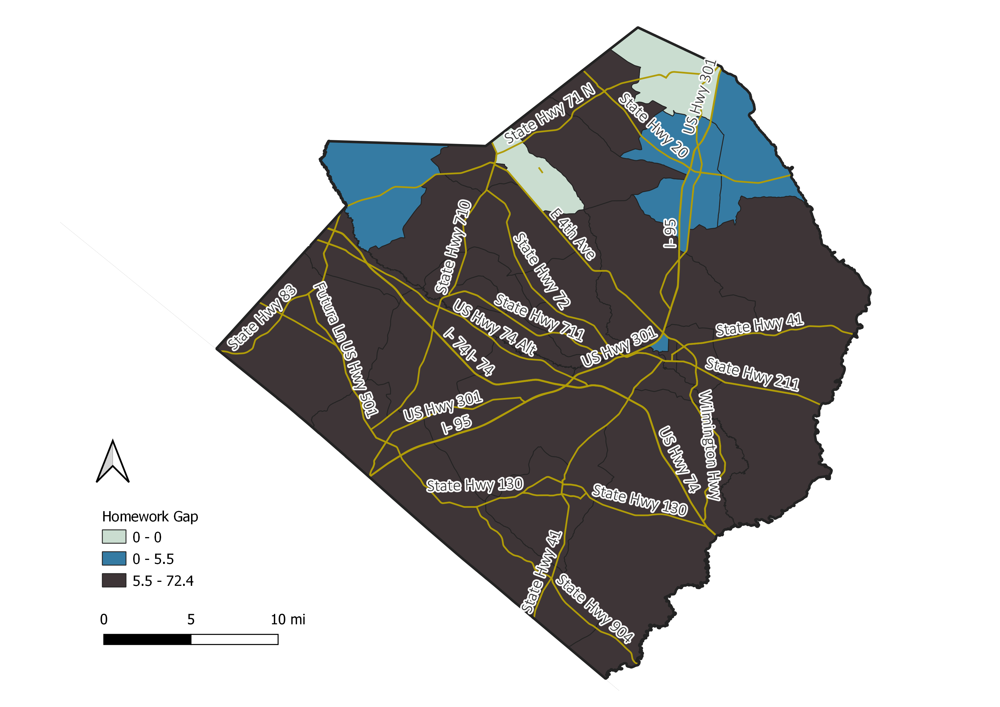 US Hwy 301
State Hwy 71 N
State Hwy 20
State Hwy 710
E 4th Ave
I- 95
State Hwy 72
State Hwy 83
Futura Ln US Hwy 501
State Hwy 711
US Hwy 74 Alt
I- 74 I- 74
US Hwy 301
State Hwy 41
State Hwy 211
US Hwy 301
I- 95
Wilmington Hwy
US Hwy 74
State Hwy 130
State Hwy 130
State Hwy 41
State Hwy 904
Homework Gap
0 - 0
0 - 5.5
5.5 - 72.4
0 5 10 mi